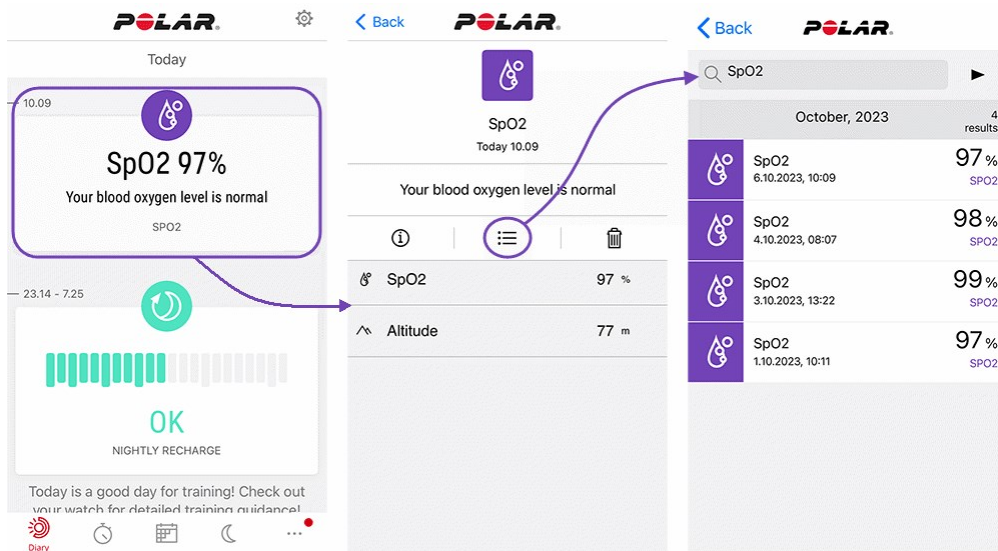 POLAR.
Today
10.09
SpO2 97%
Your blood oxygen level is normal
SPO2
23.14 - 7.25
OK
NIGHTLY RECHARGE
Today is a good day for training! Check out
your watch for detailed training guidance!
Diary
Back
POLAR.
SpO2
Today 10.09
Your blood oxygen level is normal
SpO2 97 %
Altitude 77 m
Back
POLAR.
SpO2
October, 2023
4
results
SpO2
6.10.2023, 10:09
97 %
SPO2
SpO2
4.10.2023, 08:07
98 %
SPO2
SpO2
3.10.2023, 13:22
99 %
SPO2
SpO2
1.10.2023, 10:11
97 %
SPO2